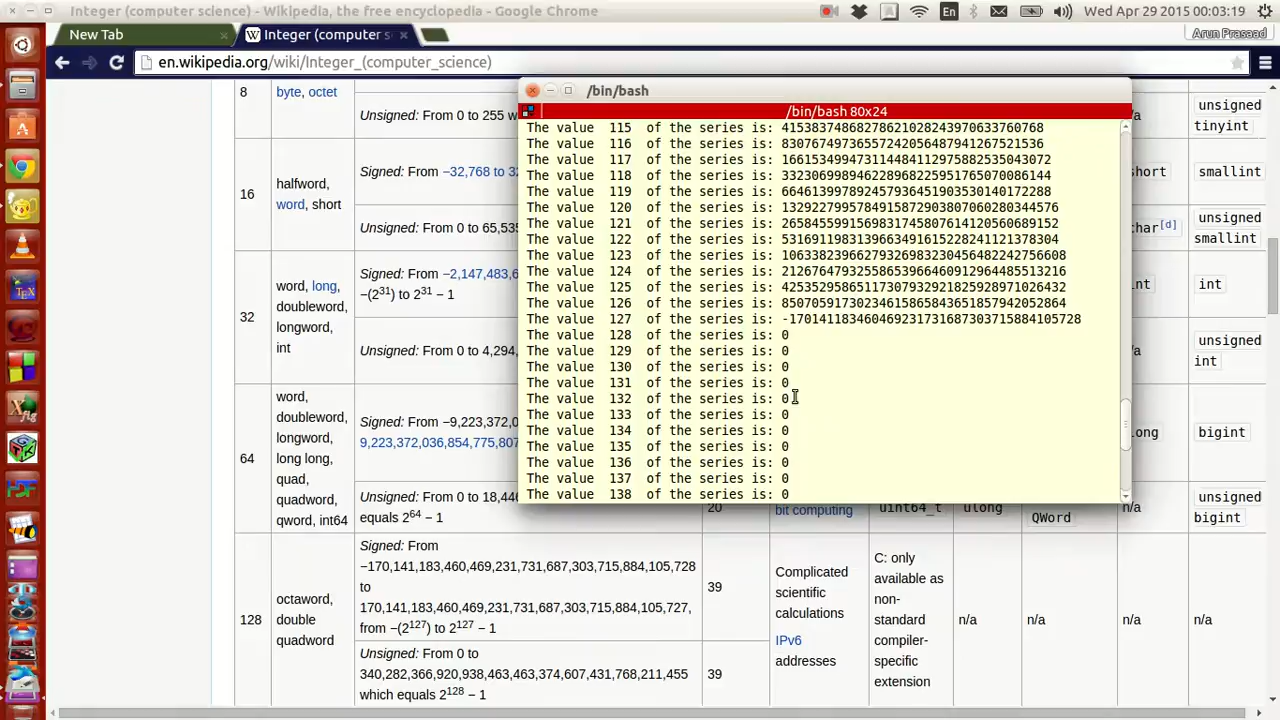 Integer (computer science) - Wikipedia, the free encyclopedia - Google Chrome
En
Wed Apr 29 2015 00:03:19
New Tab
Integer (computer s
Arun Prasaad
en.wikipedia.org/wiki/Integer_(computer_science)
/bin/bash
/bin/bash 80x24
The value 115 of the series is: 41538374868278621028243970633760768
The value 116 of the series is: 83076749736557242056487941267521536
The value 117 of the series is: 166153499473114484112975882535043072
The value 118 of the series is: 332306998946228968225951765070086144
The value 119 of the series is: 664613997892457936451903530140172288
The value 120 of the series is: 1329227995784915872903807060280344576
The value 121 of the series is: 2658455991569831745807614120560689152
The value 122 of the series is: 5316911983139663491615228241121378304
The value 123 of the series is: 10633823966279326983230456482242756608
The value 124 of the series is: 21267647932558653966460912964485513216
The value 125 of the series is: 42535295865117307932921825928971026432
The value 126 of the series is: 85070591730234615865843651857942052864
The value 127 of the series is: -170141183460469231731687303715884105728
The value 128 of the series is: 0
The value 129 of the series is: 0
The value 130 of the series is: 0
The value 131 of the series is: 0
The value 132 of the series is: 0
The value 133 of the series is: 0
The value 134 of the series is: 0
The value 135 of the series is: 0
The value 136 of the series is: 0
The value 137 of the series is: 0
The value 138 of the series is: 0
8
byte, octet
Unsigned: From 0 to 255 w
/a
unsigned
tinyint
16
halfword,
word, short
Signed: From −32,768 to 32
short
smallint
Unsigned: From 0 to 65,535
char[d]
unsigned
smallint
32
word, long,
doubleword,
longword,
int
Signed: From −2,147,483,6
−(2^31) to 2^31 − 1
int
int
Unsigned: From 0 to 4,294,
/a
unsigned
int
64
word,
doubleword,
longword,
long long,
quad,
quadword,
qword, int64
Signed: From −9,223,372,0
9,223,372,036,854,775,807
long
bigint
Unsigned: From 0 to 18,446
equals 2^64 − 1
20
bit computing
uint64_t
ulong
QWord
n/a
unsigned
bigint
128
octaword,
double
quadword
Signed: From
−170,141,183,460,469,231,731,687,303,715,884,105,728
to
170,141,183,460,469,231,731,687,303,715,884,105,727,
from −(2^127) to 2^127 − 1
39
Unsigned: From 0 to
340,282,366,920,938,463,463,374,607,431,768,211,455
which equals 2^128 − 1
39
Complicated
scientific
calculations
IPv6
addresses
C: only
available as
non-
standard
compiler-
specific
extension
n/a
n/a
n/a
n/a